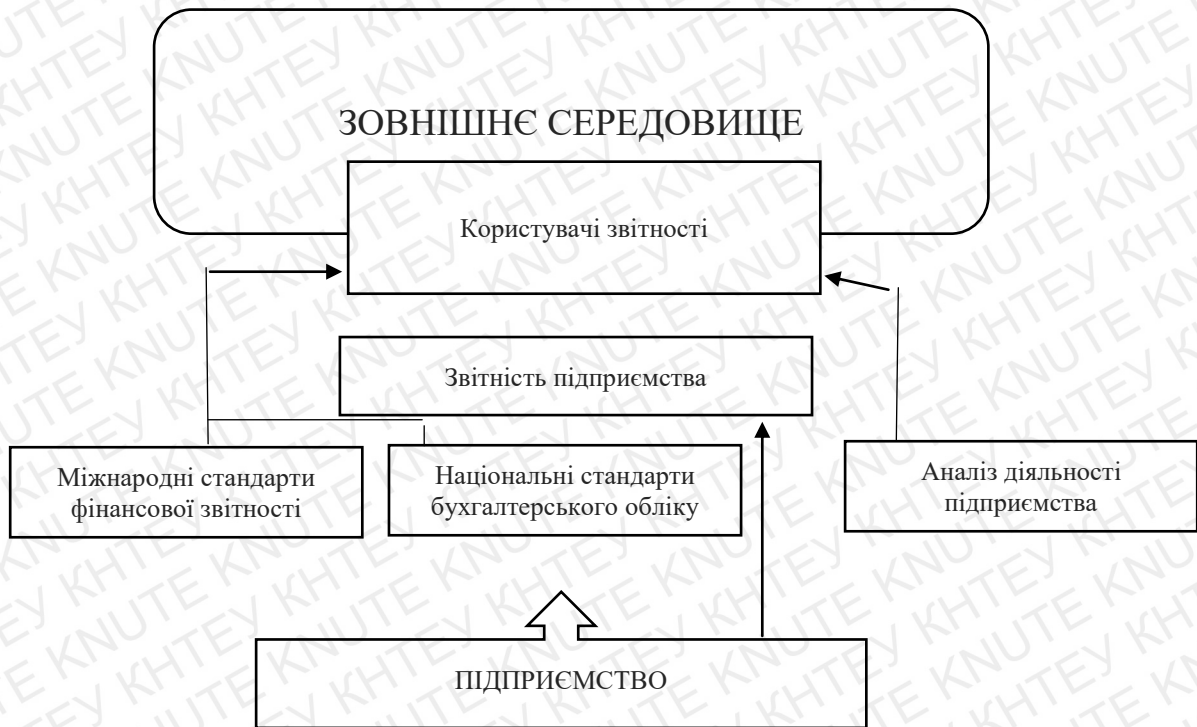 ЗОВНІШНЄ СЕРЕДОВИЩЕ
Користувачі звітності
Звітність підприємства
Міжнародні стандарти
фінансової звітності
Національні стандарти
бухгалтерського обліку
Аналіз діяльності
підприємства
ПІДПРИЄМСТВО